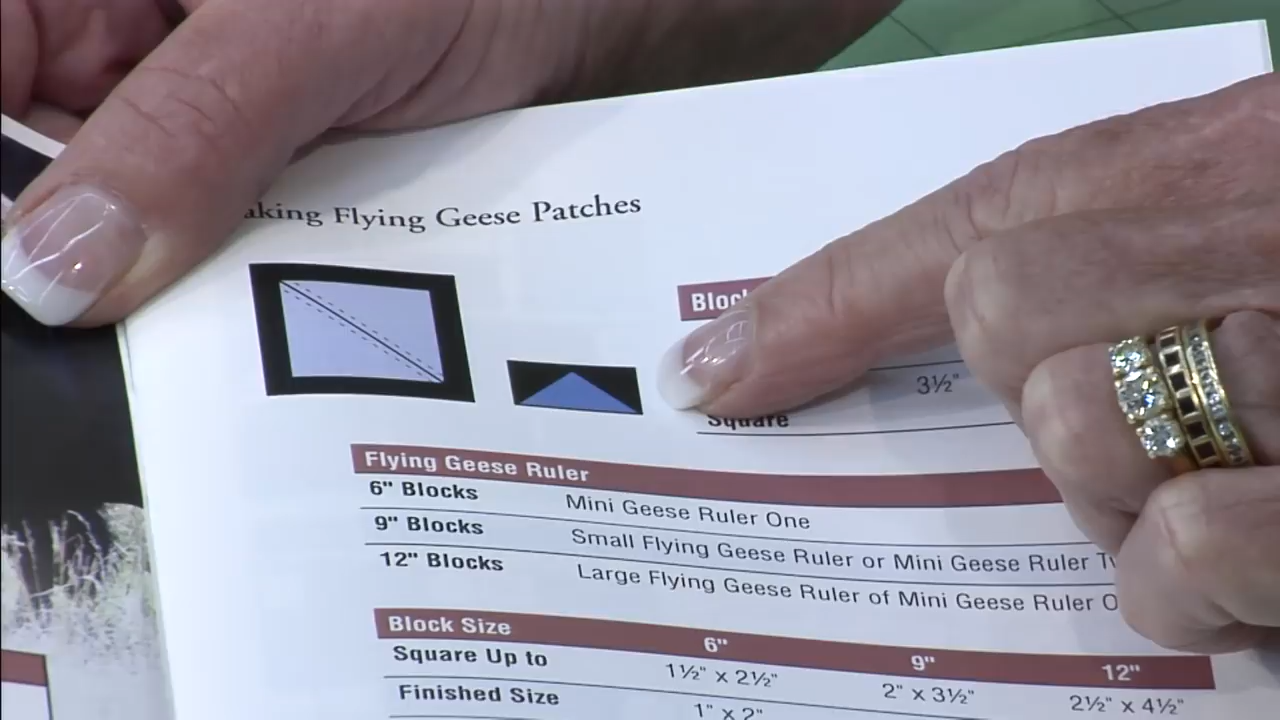 aking Flying Geese Patches
Bloc
3½"
Square
Flying Geese Ruler
6" Blocks Mini Geese Ruler One
9" Blocks Small Flying Geese Ruler or Mini Geese Ruler
12" Blocks Large Flying Geese Ruler of Mini Geese Ruler
Block Size 6" 9" 12"
Square Up to 1½" x 2½" 2" x 3½" 2½" x 4½"
Finished Size 1" x 2"